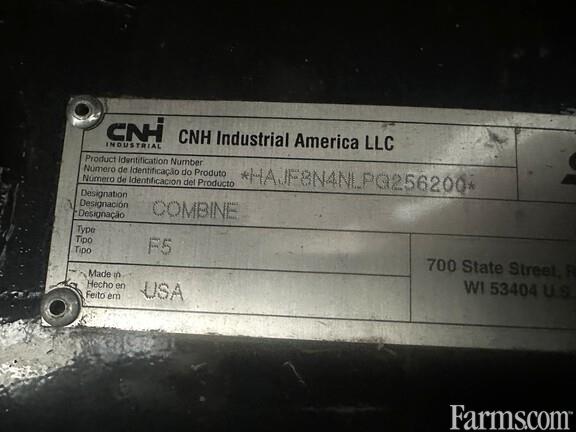 CNH
INDUSTRIAL
CNH Industrial America LLC
Product Identification Number
Número de Identificação do Produto
Número de Identificacion del Producto
*HAJF8N4NLPG256200*
Designation
Designación
Designação
COMBINE
Type
Tipo
Tipo
F5
Made in
Hecho en
Feito em
USA
700 State Street, R
WI 53404 U.S.
Farms.com